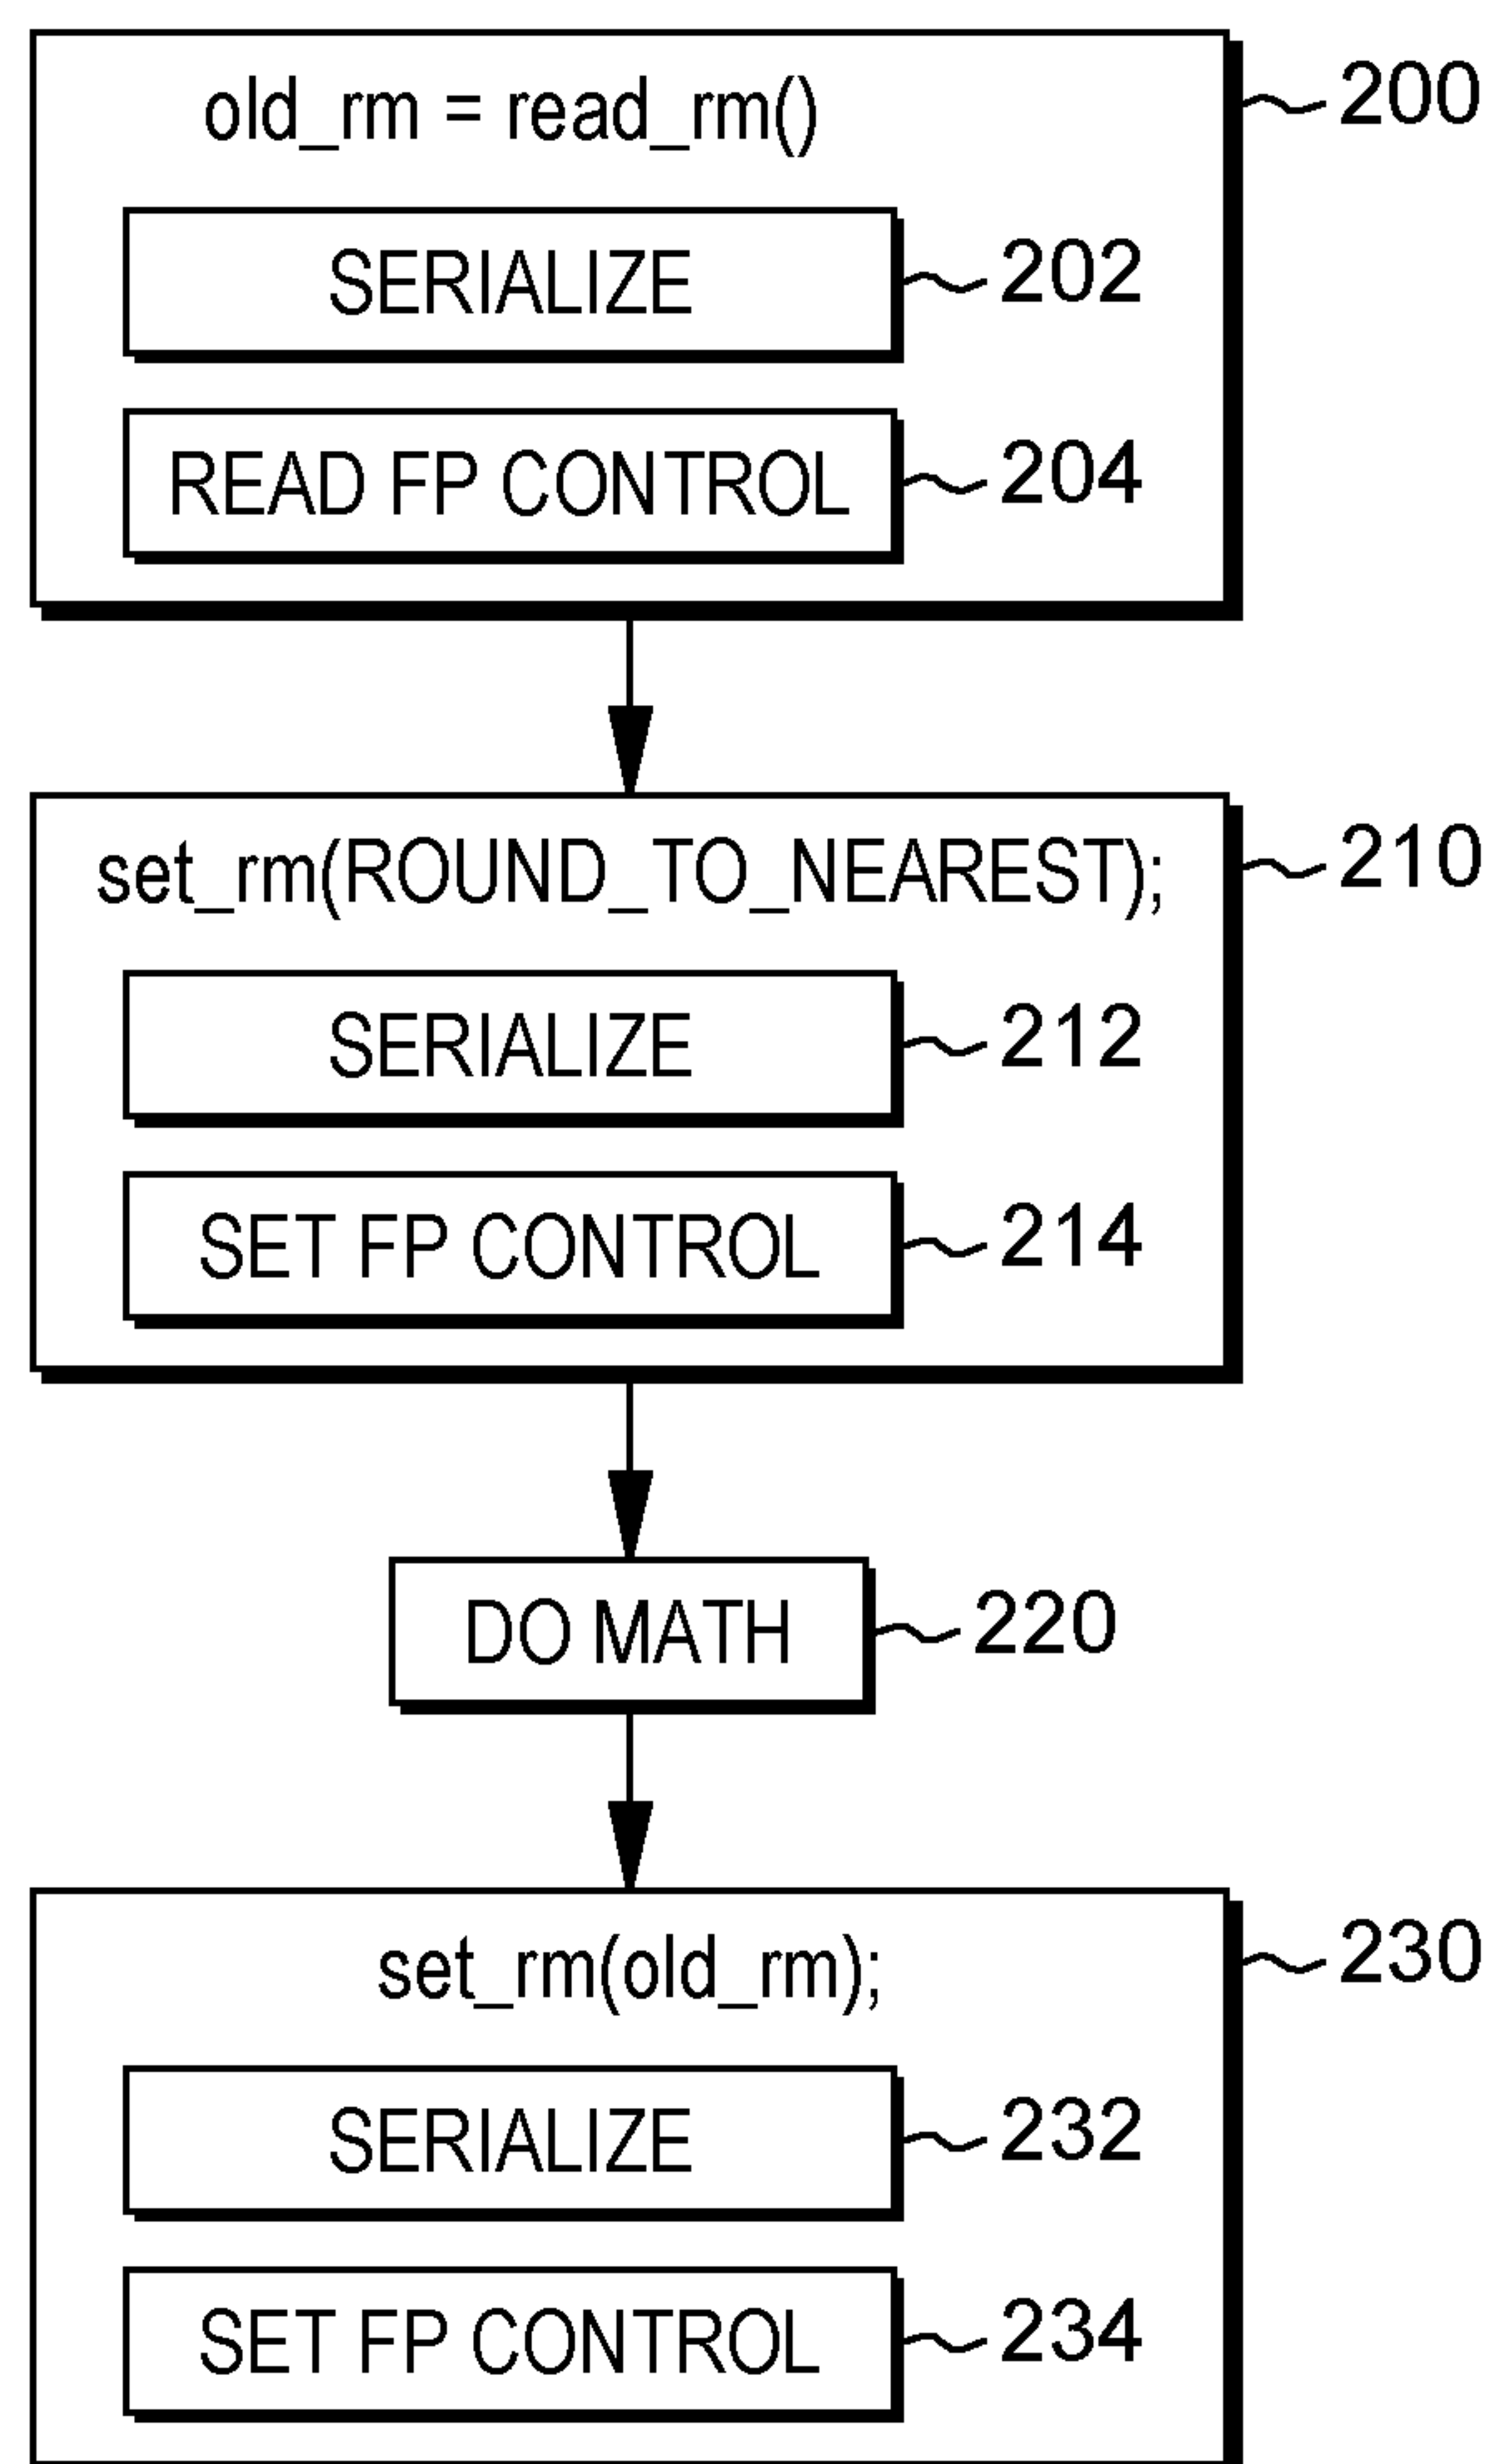 old_rm = read_rm()
200
SERIALIZE
202
READ FP CONTROL
204
set_rm(ROUND_TO_NEAREST);
210
SERIALIZE
212
SET FP CONTROL
214
DO MATH
220
set_rm(old_rm);
230
SERIALIZE
232
SET FP CONTROL
234